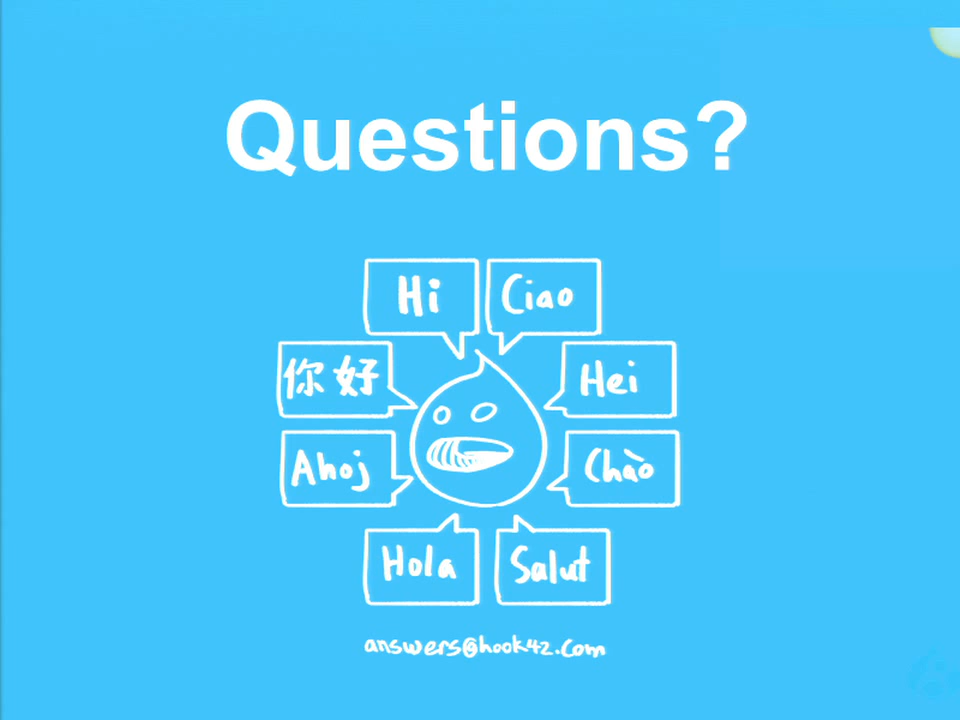 Questions?
Hi
Ciao
你好
Hei
Ahoj
Chào
Hola
Salut
answers@hook42.com